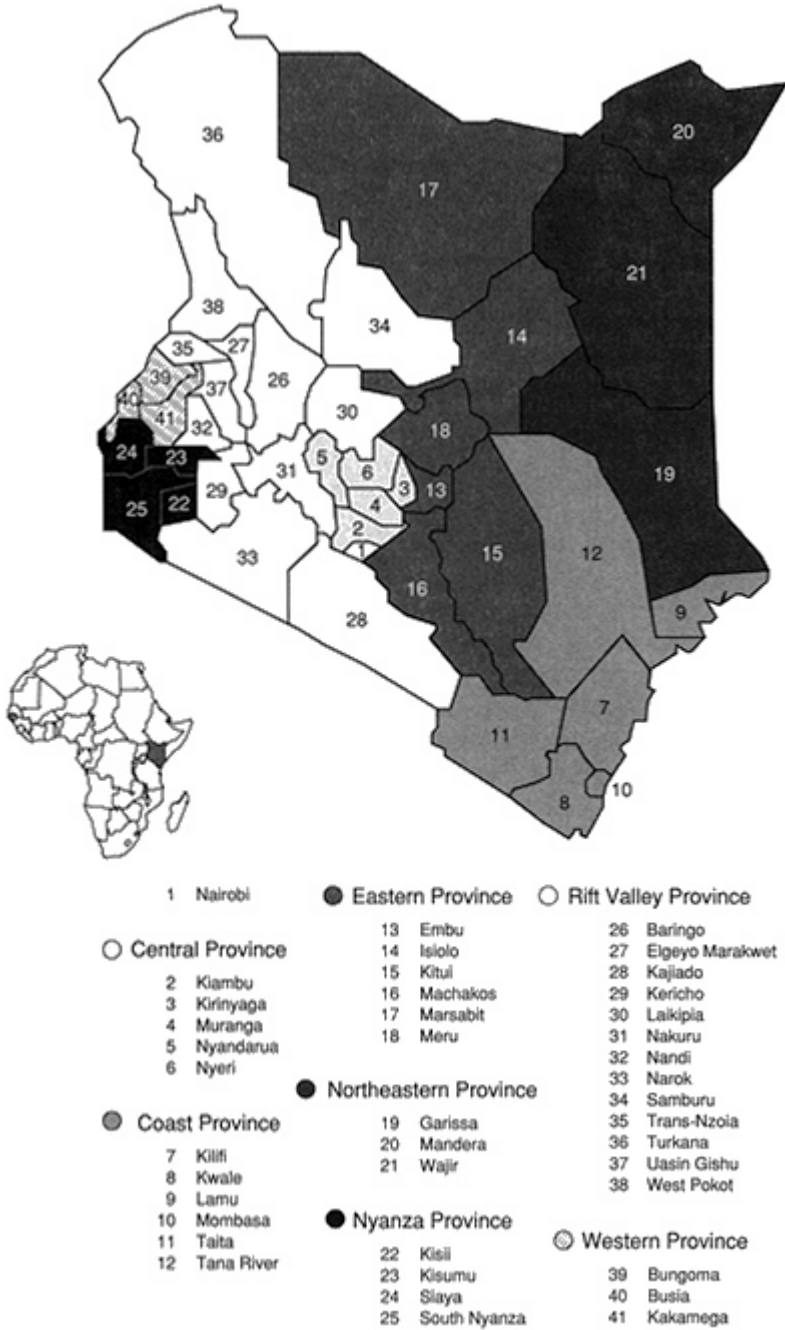 36
20
17
21
38
34
14
35
27
39
26
37
40
30
41
32
18
24
23
5
6
19
31
3
13
29
4
25
22
2
12
15
33
1
16
9
28
7
11
10
8
1 Nairobi
Central Province
2 Kiambu
3 Kirinyaga
4 Muranga
5 Nyandarua
6 Nyeri
Coast Province
7 Kilifi
8 Kwale
9 Lamu
10 Mombasa
11 Taita
12 Tana River
Eastern Province
13 Embu
14 Isiolo
15 Kitui
16 Machakos
17 Marsabit
18 Meru
Northeastern Province
19 Garissa
20 Mandera
21 Wajir
Nyanza Province
22 Kisii
23 Kisumu
24 Siaya
25 South Nyanza
Rift Valley Province
26 Baringo
27 Elgeyo Marakwet
28 Kajiado
29 Kericho
30 Laikipia
31 Nakuru
32 Nandi
33 Narok
34 Samburu
35 Trans-Nzoia
36 Turkana
37 Uasin Gishu
38 West Pokot
Western Province
39 Bungoma
40 Busia
41 Kakamega